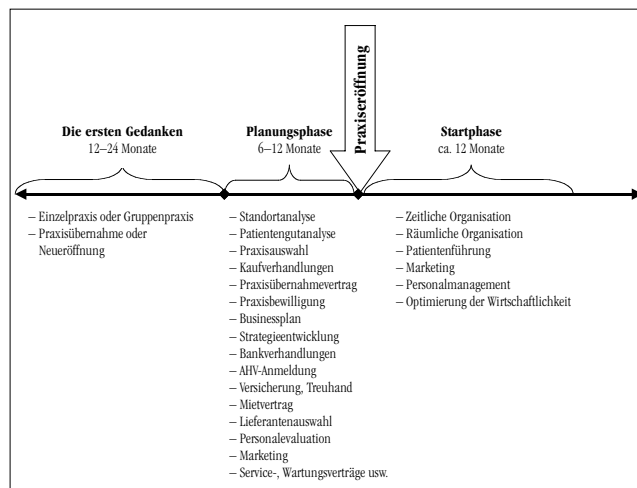 Die ersten Gedanken
12–24 Monate
Planungsphase
6–12 Monate
Praxiseröffnung
Startphase
ca. 12 Monate
– Einzelpraxis oder Gruppenpraxis
– Praxisübernahme oder
Neueröffnung
– Standortanalyse
– Patientengutanalyse
– Praxisauswahl
– Kaufverhandlungen
– Praxisübernahmevertrag
– Praxisbewilligung
– Businessplan
– Strategieentwicklung
– Bankverhandlungen
– AHV-Anmeldung
– Versicherung, Treuhand
– Mietvertrag
– Lieferantenauswahl
– Personalevaluation
– Marketing
– Service-, Wartungsverträge usw.
– Zeitliche Organisation
– Räumliche Organisation
– Patientenführung
– Marketing
– Personalmanagement
– Optimierung der Wirtschaftlichkeit